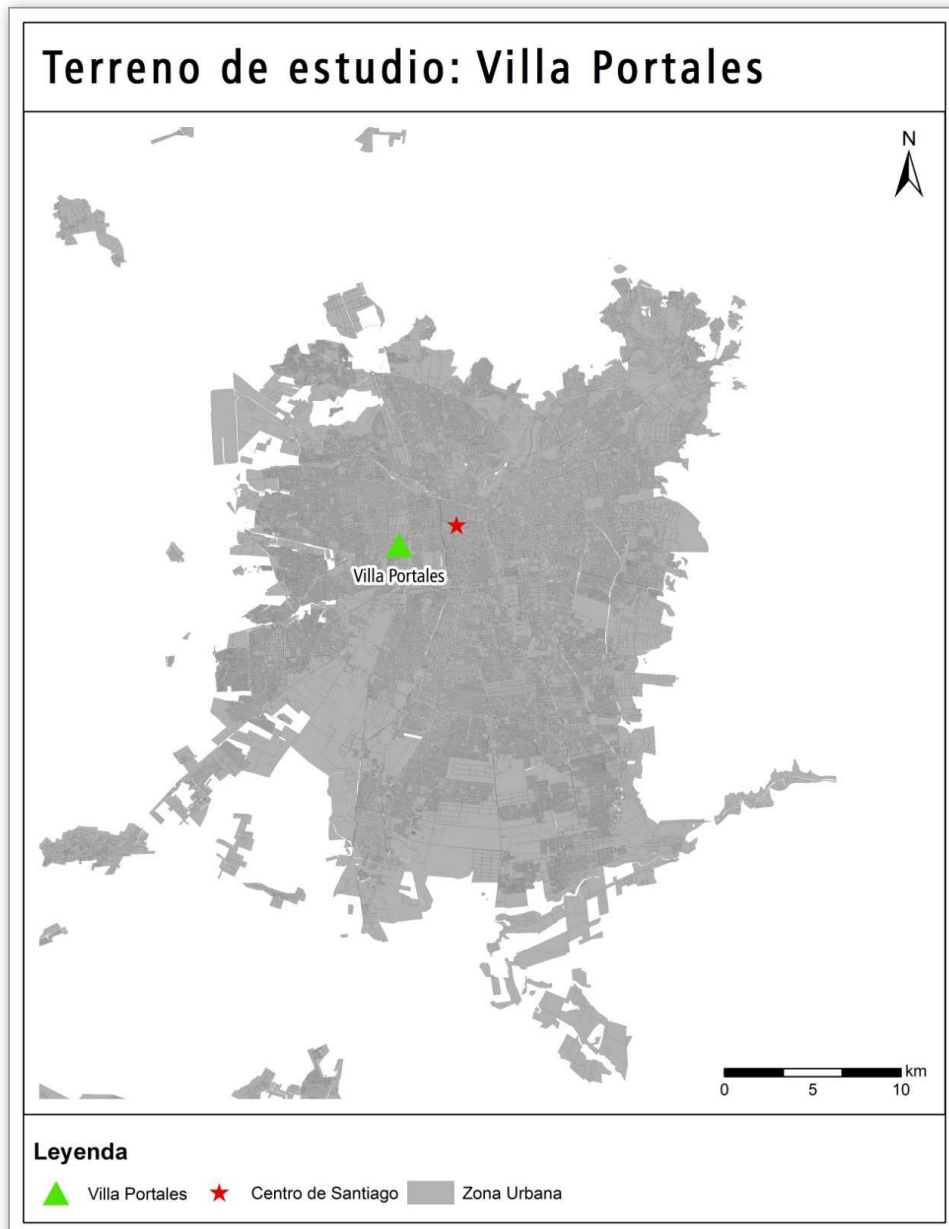 Terreno de estudio: Villa Portales
N
Villa Portales
km
0 5 10
Leyenda
Villa Portales Centro de Santiago Zona Urbana